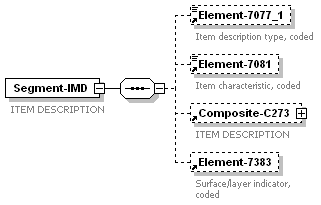 Element-7077_1
Item description type, coded
Element-7081
Item characteristic, coded
Segment-IMD
ITEM DESCRIPTION
Composite-C273
ITEM DESCRIPTION
Element-7383
Surface/layer indicator,
coded